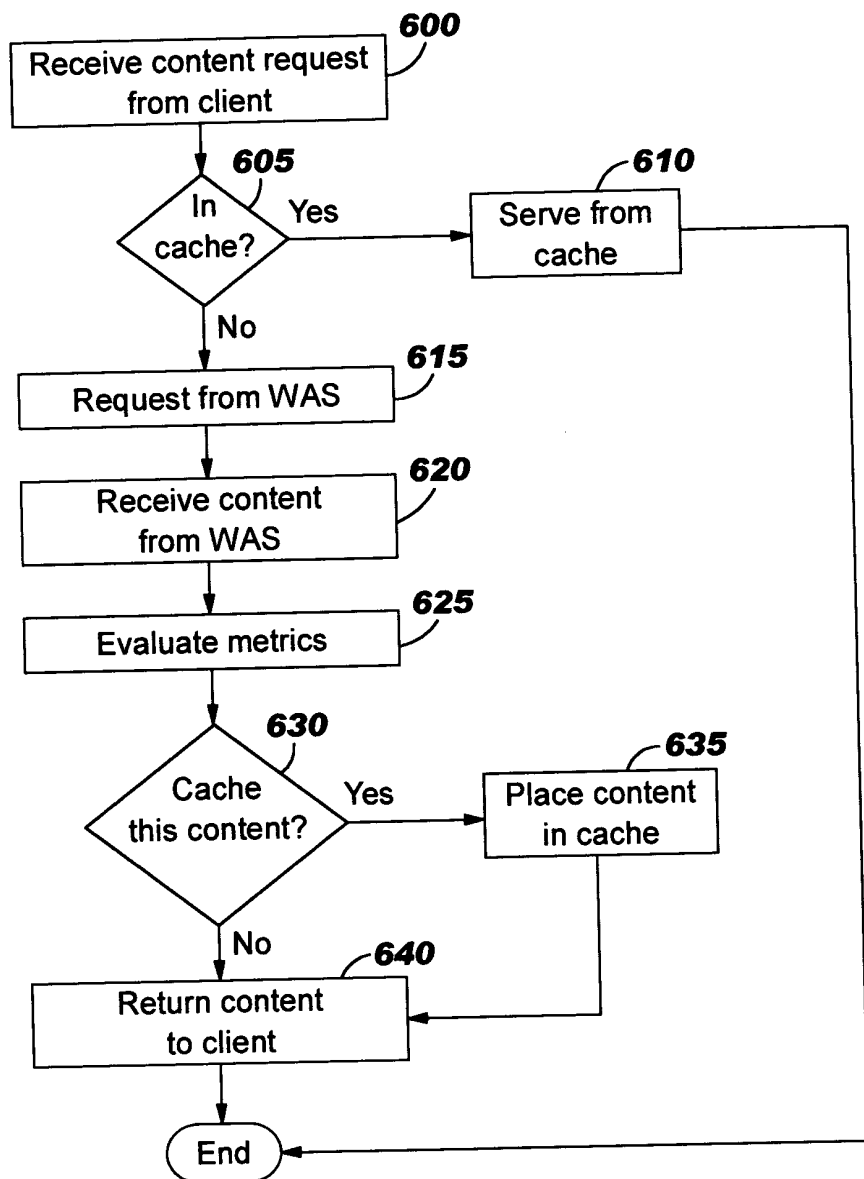 600
Receive content request
from client
605
610
In
cache?
Yes
Serve from
cache
No
615
Request from WAS
620
Receive content
from WAS
625
Evaluate metrics
630
635
Cache
this content?
Yes
Place content
in cache
No
640
Return content
to client
End